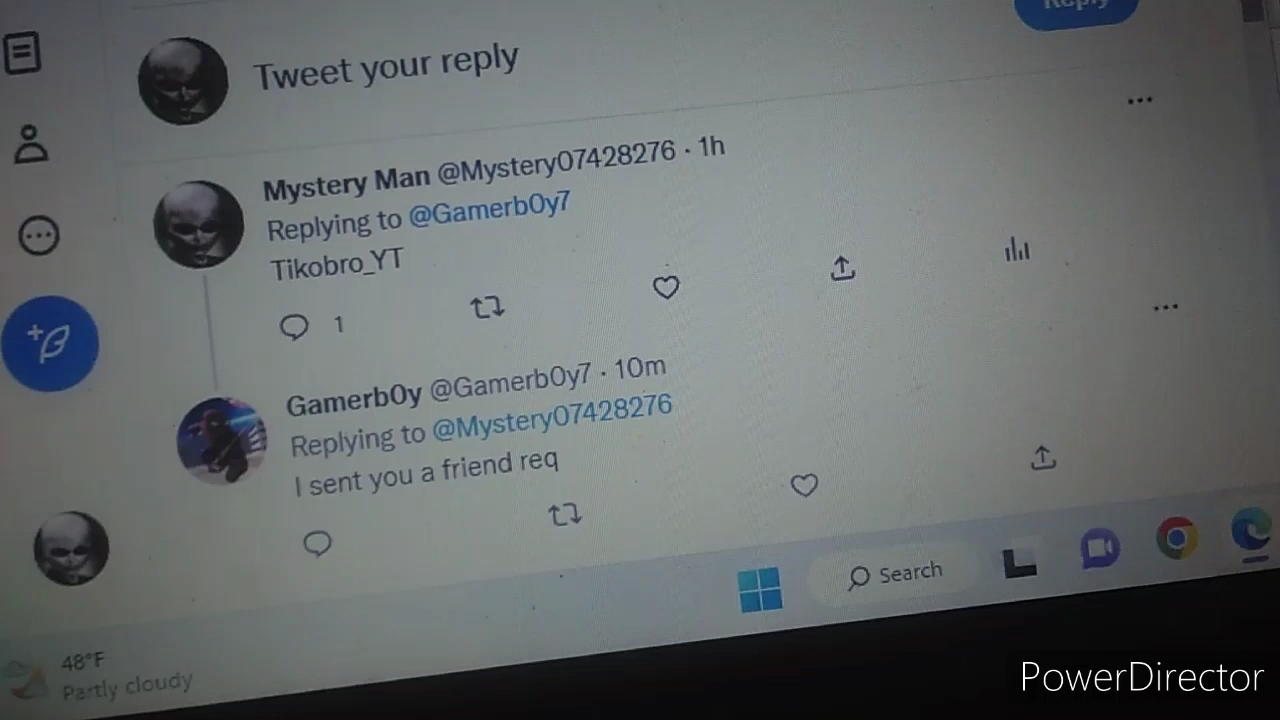 Reply
Tweet your reply
Mystery Man @Mystery07428276 · 1h
Replying to @Gamerb0y7
Tikobro_YT
1
Gamerb0y @Gamerb0y7 · 10m
Replying to @Mystery07428276
I sent you a friend req
Search
48°F
Partly cloudy
PowerDirector